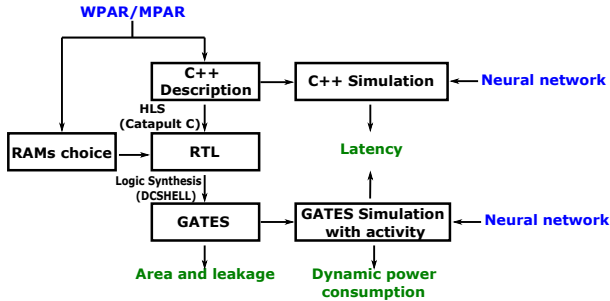 WPAR/MPAR
C++
Description
C++ Simulation
Neural network
HLS
(Catapult C)
RAMs choice
RTL
Latency
Logic Synthesis
(DCSHELL)
GATES
GATES Simulation
with activity
Neural network
Area and leakage
Dynamic power
consumption